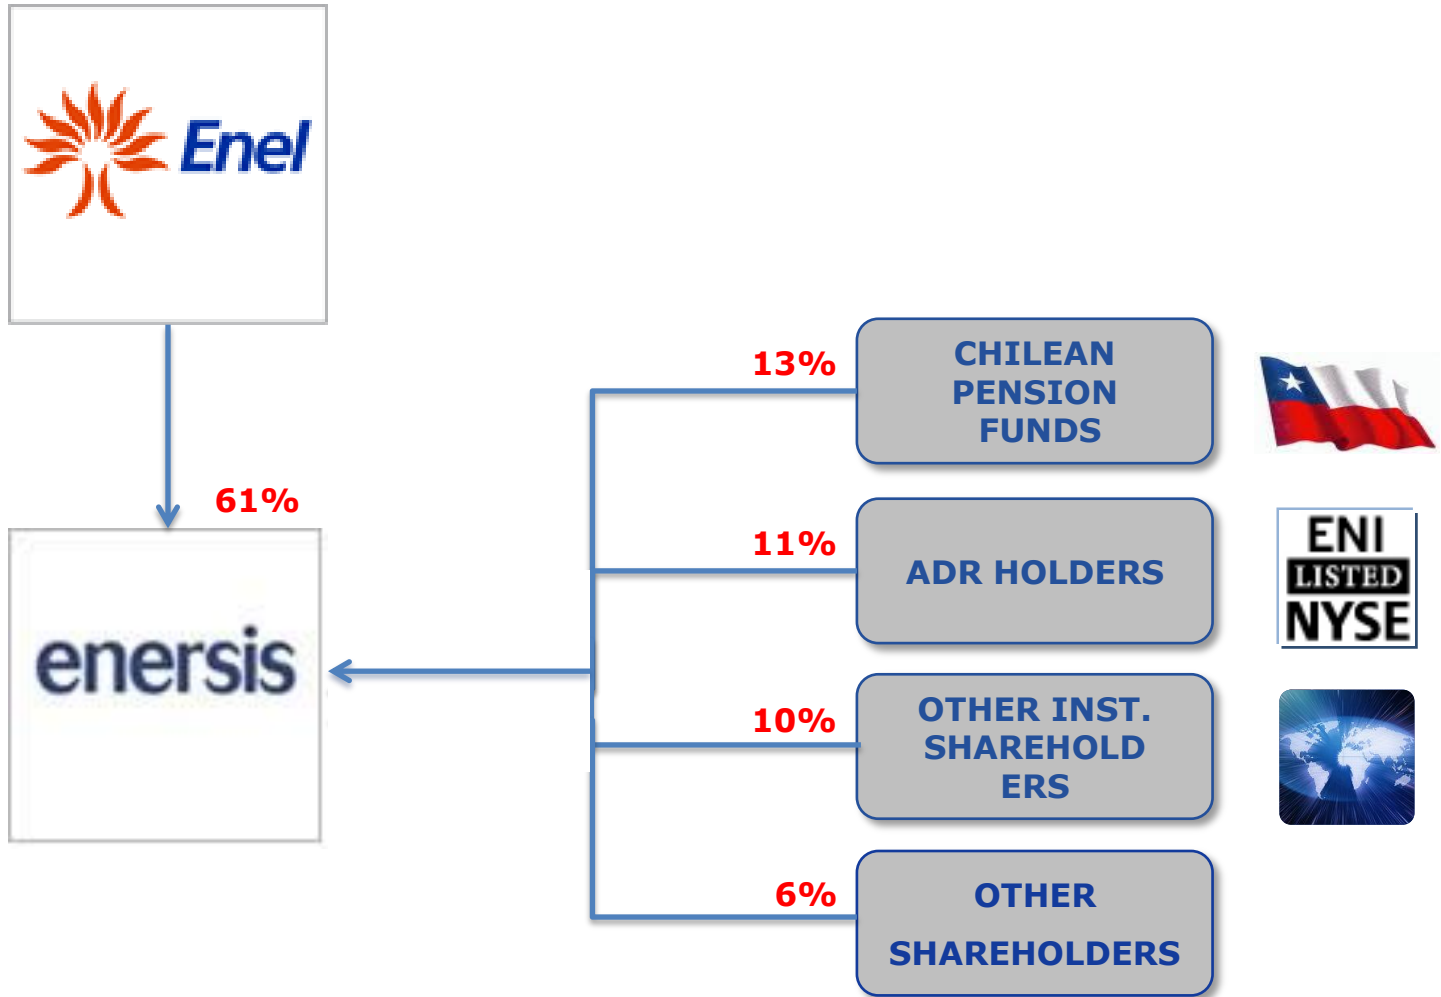 Enel
61%
enersis
13%
CHILEAN
PENSION
FUNDS
11%
ADR HOLDERS
ENI
LISTED
NYSE
10%
OTHER INST.
SHAREHOLD
ERS
6%
OTHER
SHAREHOLDERS